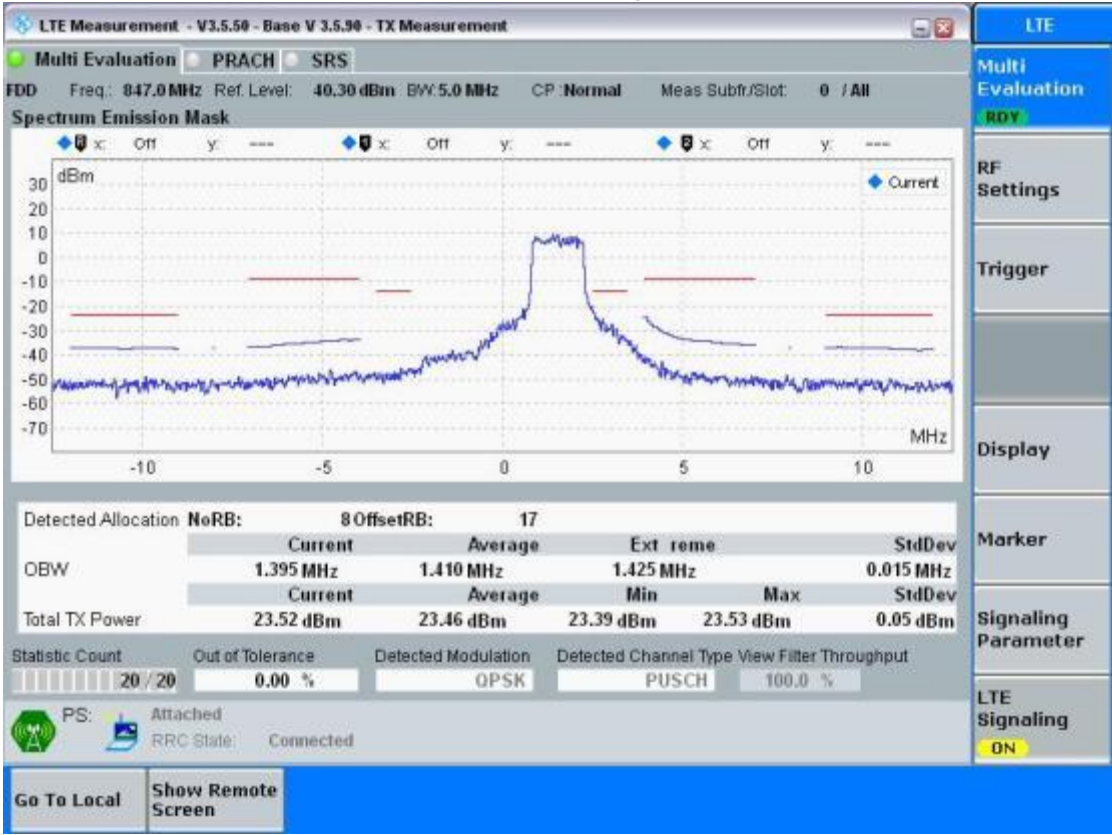 LTE Measurement - V3.5.50 - Base V 3.5.90 - TX Measurement
LTE
Multi Evaluation PRACH SRS
Multi
Evaluation
RDY
FDD Freq.: 847.0 MHz Ref. Level: 40.30 dBm BW: 5.0 MHz CP :Normal Meas Subfr./Slot: 0 / All
Spectrum Emission Mask
x: Off y: --- x: Off y: --- x: Off y: ---
dBm
Current
30
20
10
0
-10
-20
-30
-40
-50
-60
-70
MHz
-10 -5 0 5 10
RF
Settings
Trigger
Display
Marker
Signaling
Parameter
LTE
Signaling
ON
Detected Allocation NoRB: 8 OffsetRB: 17
Current Average Ext reme StdDev
OBW 1.395 MHz 1.410 MHz 1.425 MHz 0.015 MHz
Current Average Min Max StdDev
Total TX Power 23.52 dBm 23.46 dBm 23.39 dBm 23.53 dBm 0.05 dBm
Statistic Count Out of Tolerance Detected Modulation Detected Channel Type View Filter Throughput
20 / 20 0.00 % QPSK PUSCH 100.0 %
PS: Attached
RRC State: Connected
Go To Local
Show Remote
Screen